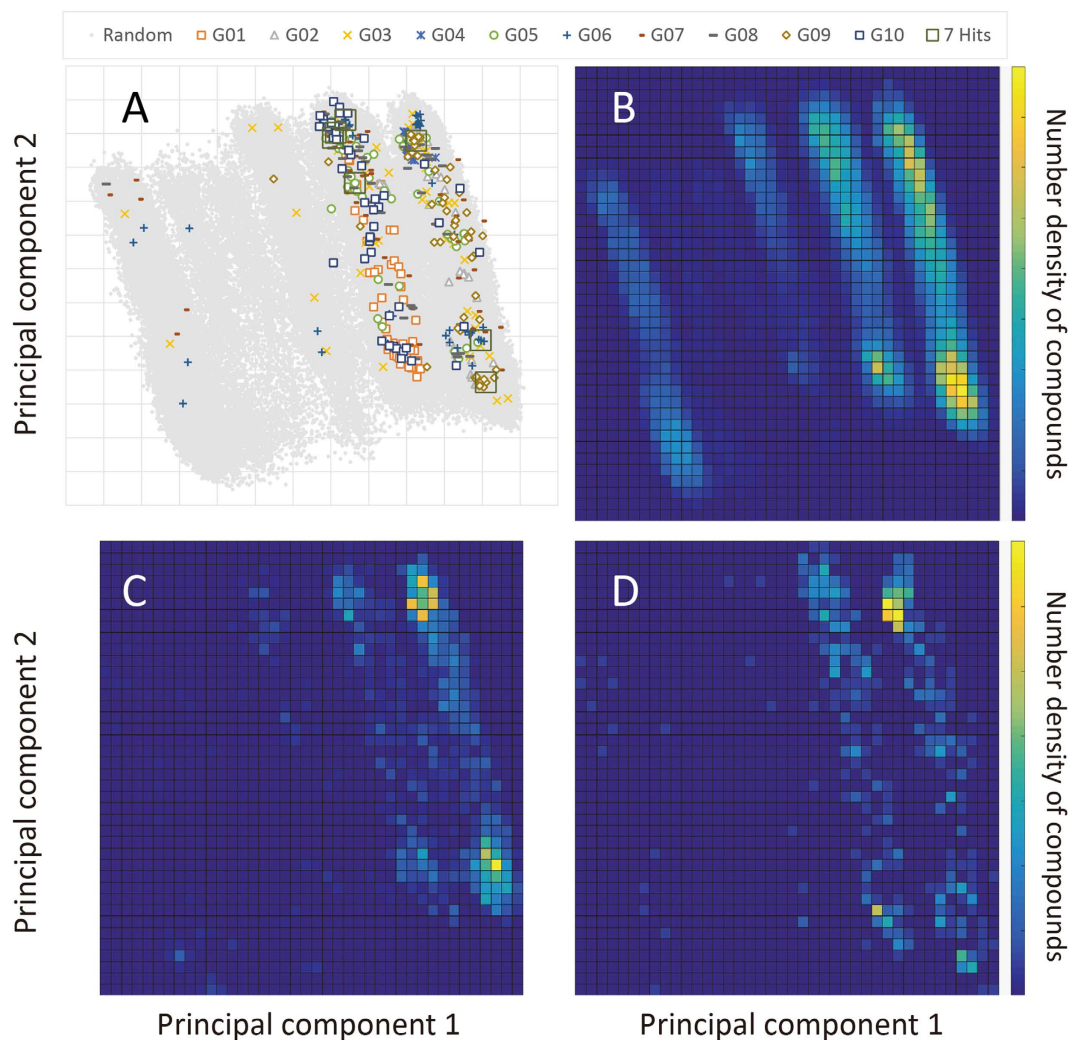 Random G01 G02 G03 G04 G05 G06 G07 G08 G09 G10 7 Hits
A
B
Principal component 2
Number density of compounds
C
D
Principal component 2
Number density of compounds
Principal component 1
Principal component 1